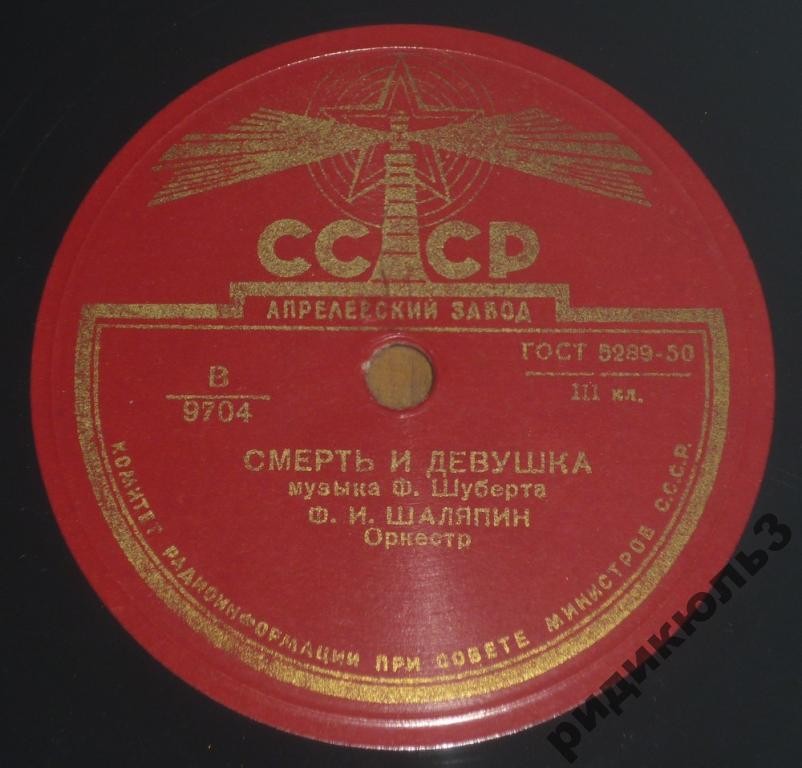 СССР
АПРЕЛЕВСКИЙ ЗАВОД
ГОСТ 5289-50
III кл.
В
9704
СМЕРТЬ И ДЕВУШКА
музыка Ф. Шуберта
Ф. И. ШАЛЯПИН
Оркестр
КОМИТЕТ РАДИОИНФОРМАЦИИ ПРИ СОВЕТЕ МИНИСТРОВ С.С.С.Р.
ридикюль3